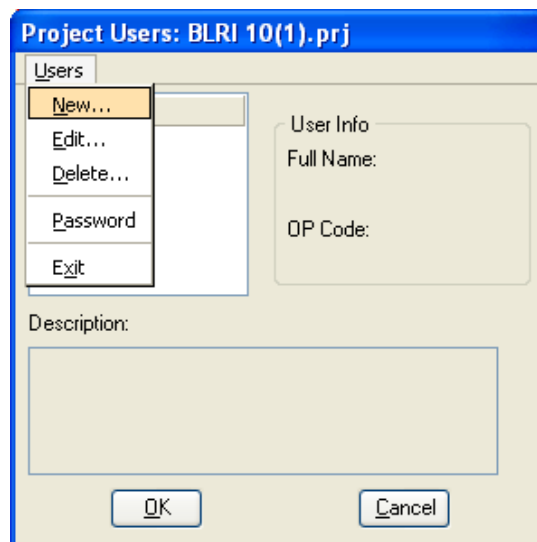 Project Users: BLRI 10(1).prj
Users
New...
Edit...
Delete...
Password
Exit
User Info
Full Name:
OP Code:
Description:
OK
Cancel